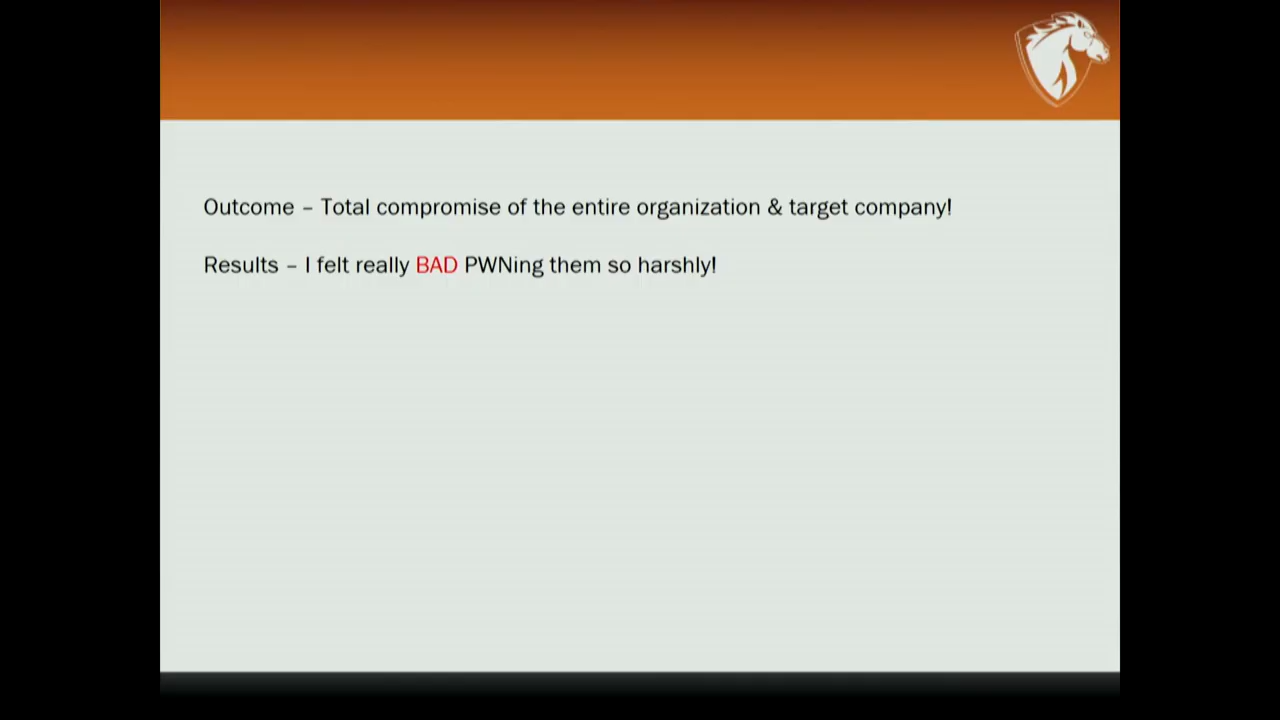 Outcome – Total compromise of the entire organization & target company!
Results – I felt really BAD PWNing them so harshly!